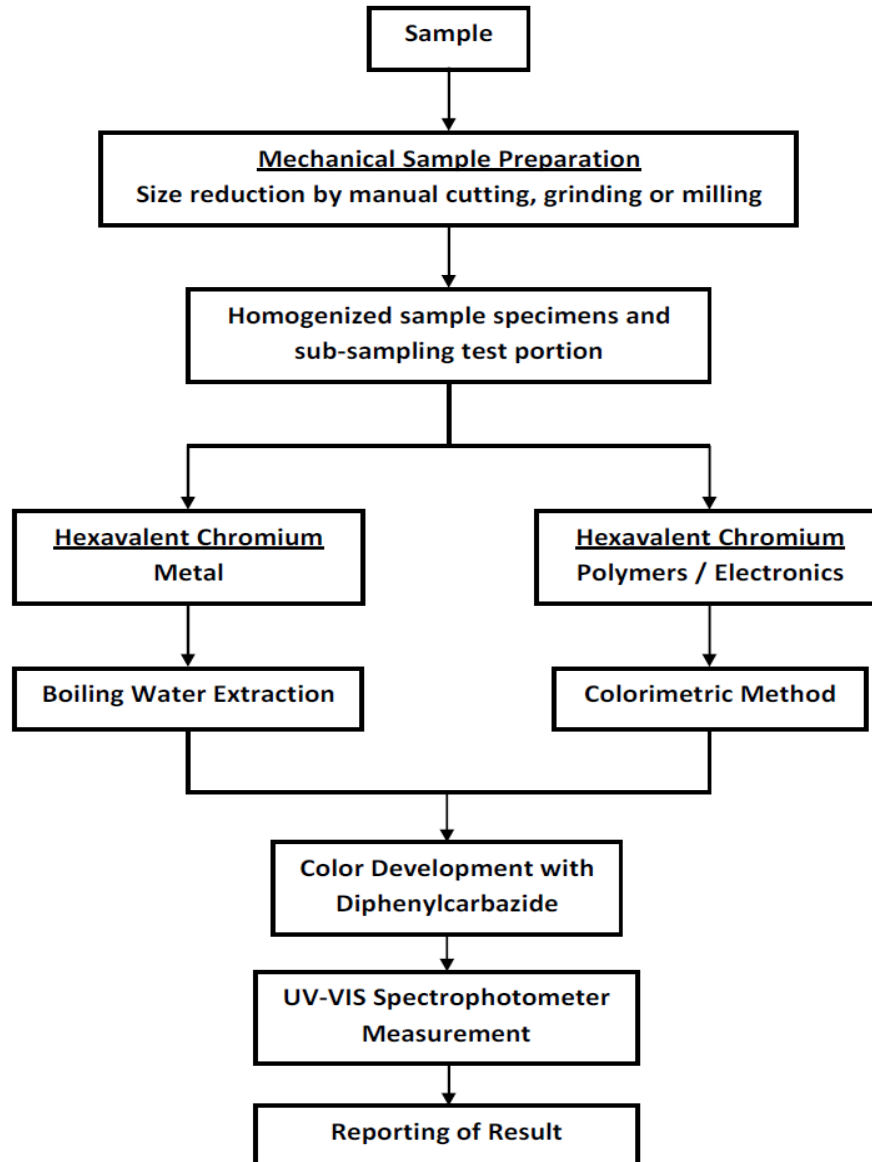 Sample
Mechanical Sample Preparation
Size reduction by manual cutting, grinding or milling
Homogenized sample specimens and
sub-sampling test portion
Hexavalent Chromium
Metal
Hexavalent Chromium
Polymers / Electronics
Boiling Water Extraction
Colorimetric Method
Color Development with
Diphenylcarbazide
UV-VIS Spectrophotometer
Measurement
Reporting of Result